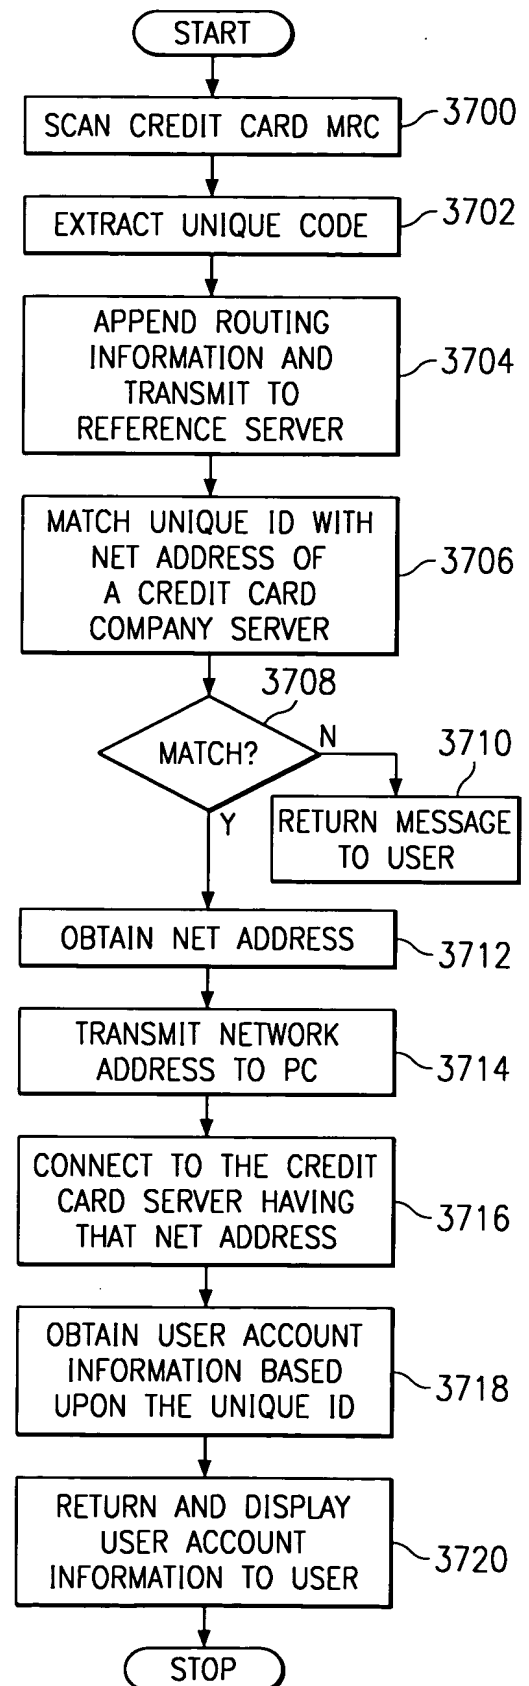 START
SCAN CREDIT CARD MRC
3700
EXTRACT UNIQUE CODE
3702
APPEND ROUTING
INFORMATION AND
TRANSMIT TO
REFERENCE SERVER
3704
MATCH UNIQUE ID WITH
NET ADDRESS OF
A CREDIT CARD
COMPANY SERVER
3706
3708
MATCH?
N
Y
3710
RETURN MESSAGE
TO USER
OBTAIN NET ADDRESS
3712
TRANSMIT NETWORK
ADDRESS TO PC
3714
CONNECT TO THE CREDIT
CARD SERVER HAVING
THAT NET ADDRESS
3716
OBTAIN USER ACCOUNT
INFORMATION BASED
UPON THE UNIQUE ID
3718
RETURN AND DISPLAY
USER ACCOUNT
INFORMATION TO USER
3720
STOP